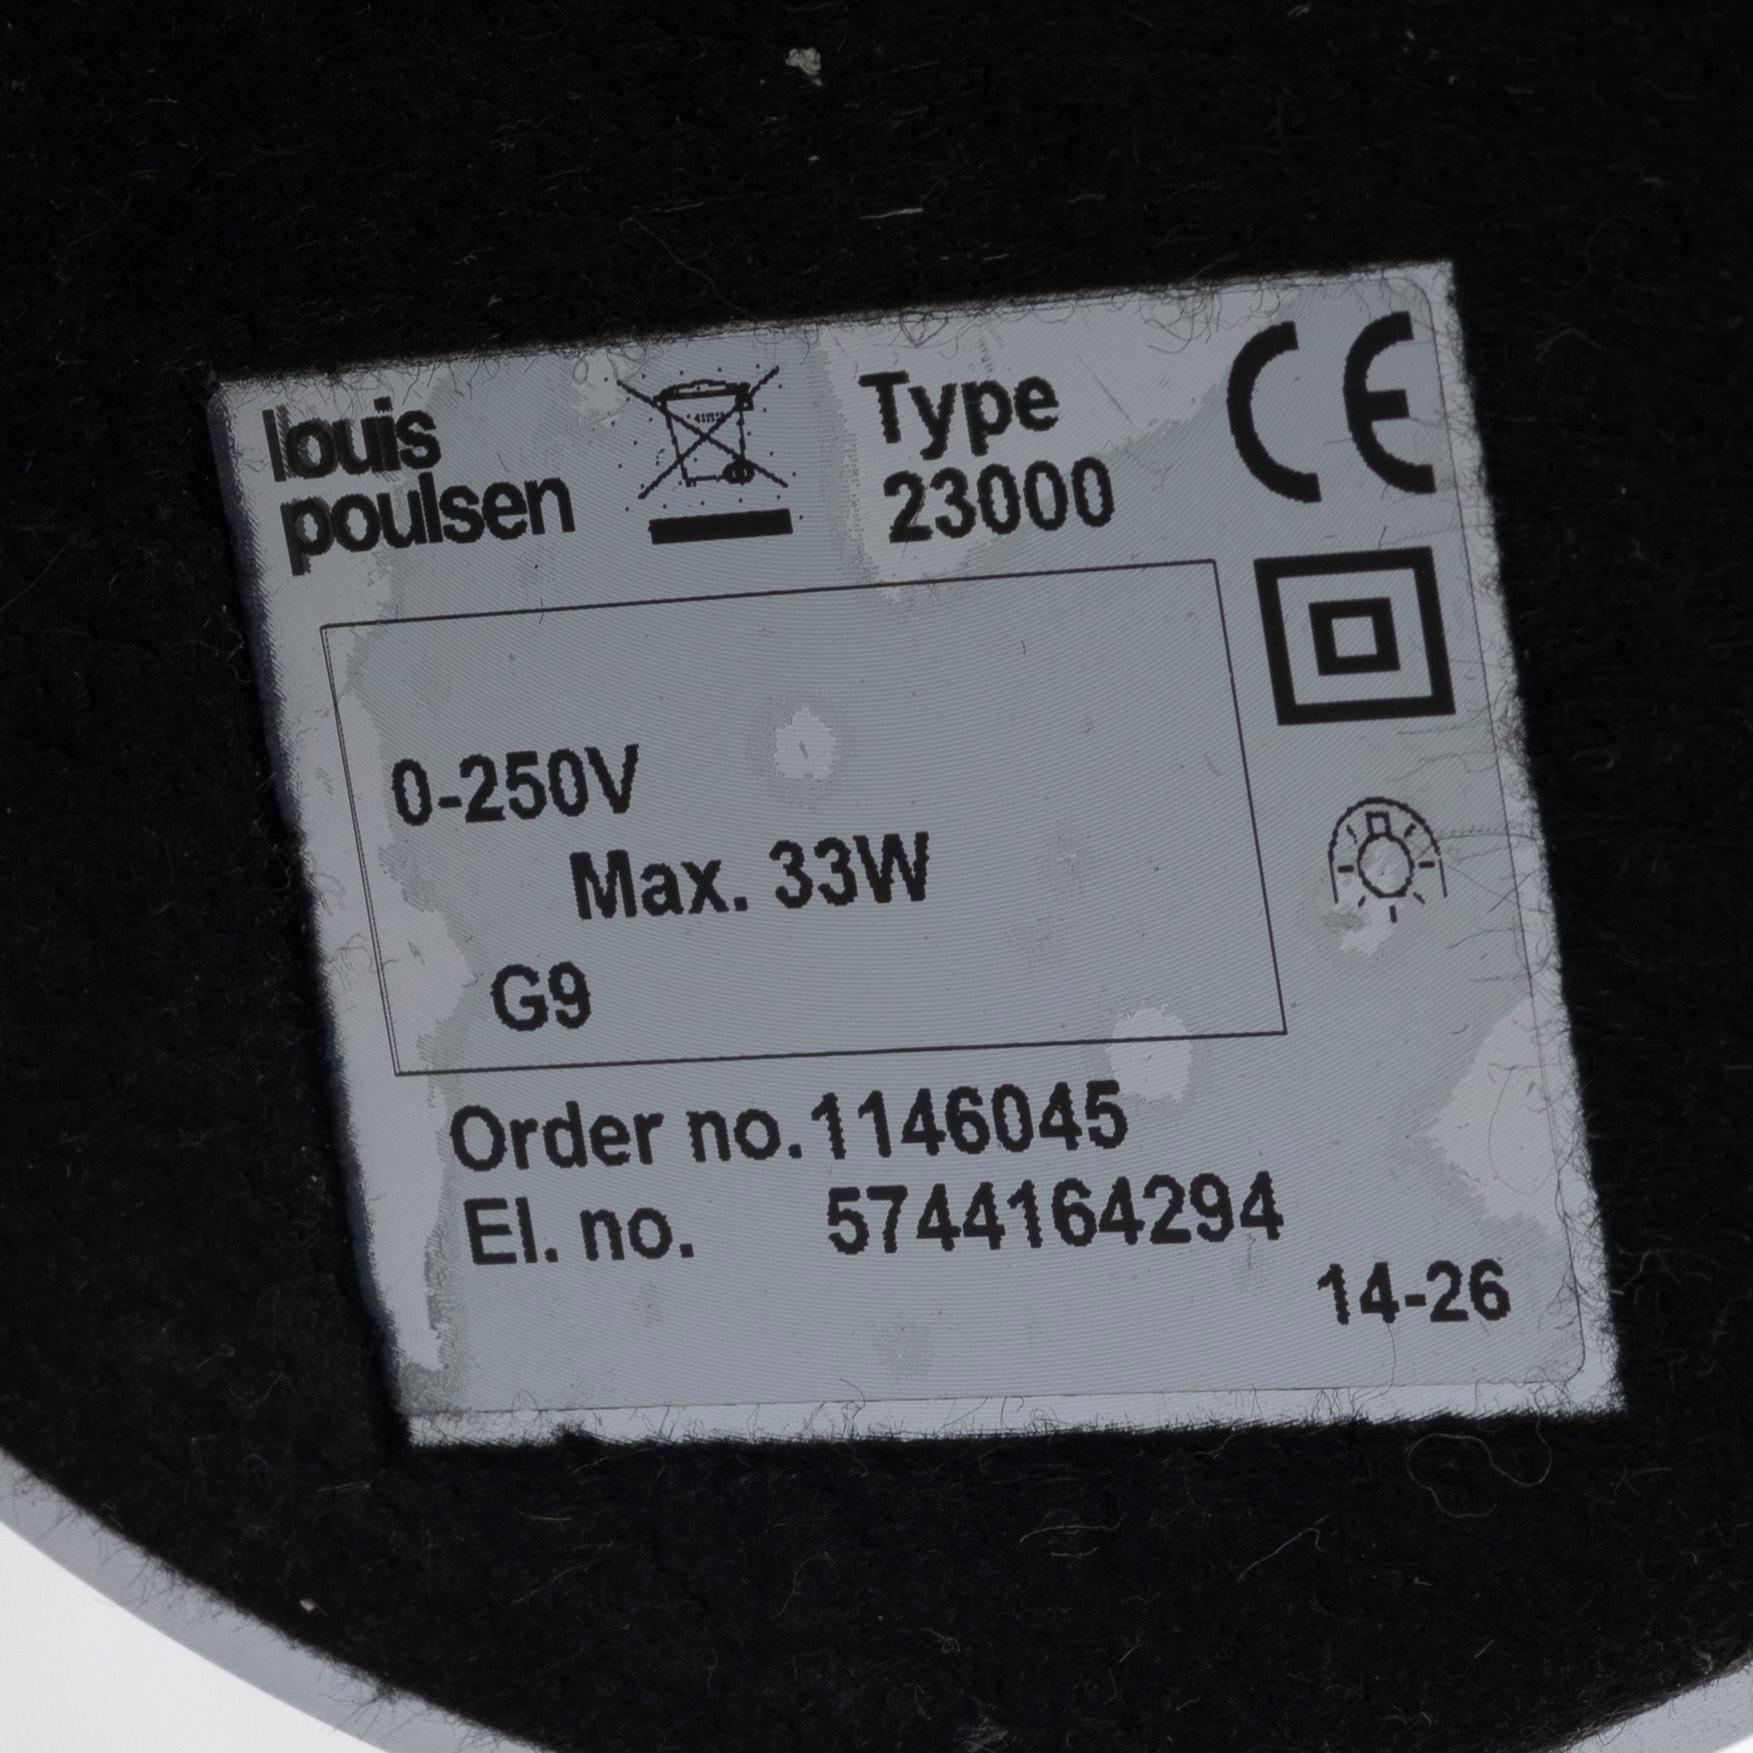 louis
poulsen
Type
23000
CE
0-250V
Max. 33W
G9
Order no. 1146045
El. no. 5744164294
14-26